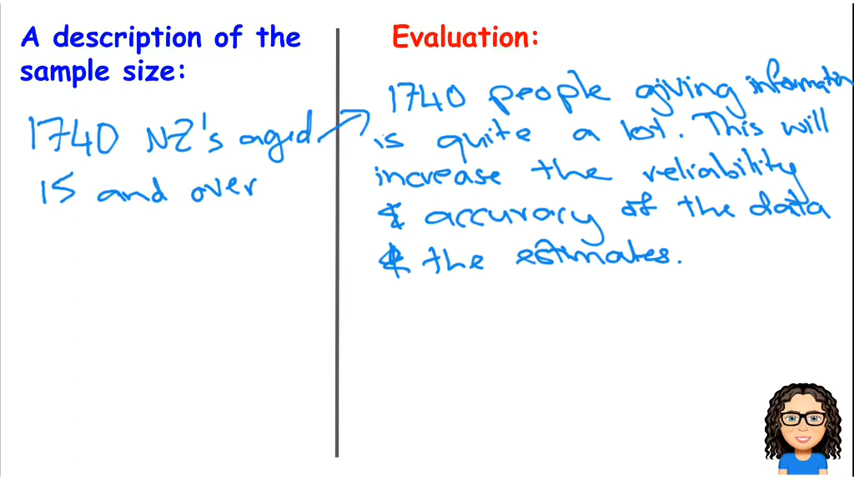 A description of the
sample size:
1740 NZ's aged
15 and over
Evaluation:
1740 people giving information
is quite a lot. This will
increase the reliability
& accuracy of the data
& the estimates.